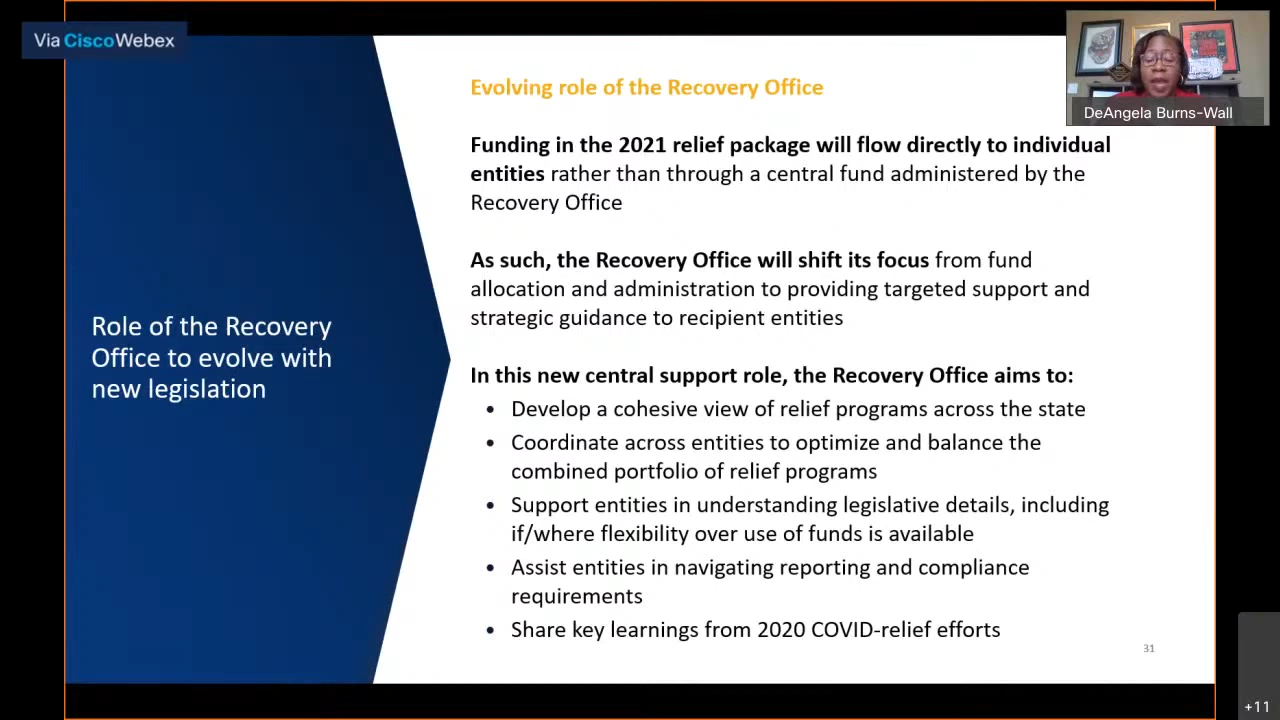 Via Cisco Webex
DeAngela Burns-Wall
Evolving role of the Recovery Office
Funding in the 2021 relief package will flow directly to individual
entities rather than through a central fund administered by the
Recovery Office
As such, the Recovery Office will shift its focus from fund
allocation and administration to providing targeted support and
strategic guidance to recipient entities
Role of the Recovery
Office to evolve with
new legislation
In this new central support role, the Recovery Office aims to:
• Develop a cohesive view of relief programs across the state
• Coordinate across entities to optimize and balance the
combined portfolio of relief programs
• Support entities in understanding legislative details, including
if/where flexibility over use of funds is available
• Assist entities in navigating reporting and compliance
requirements
• Share key learnings from 2020 COVID-relief efforts
31
+11